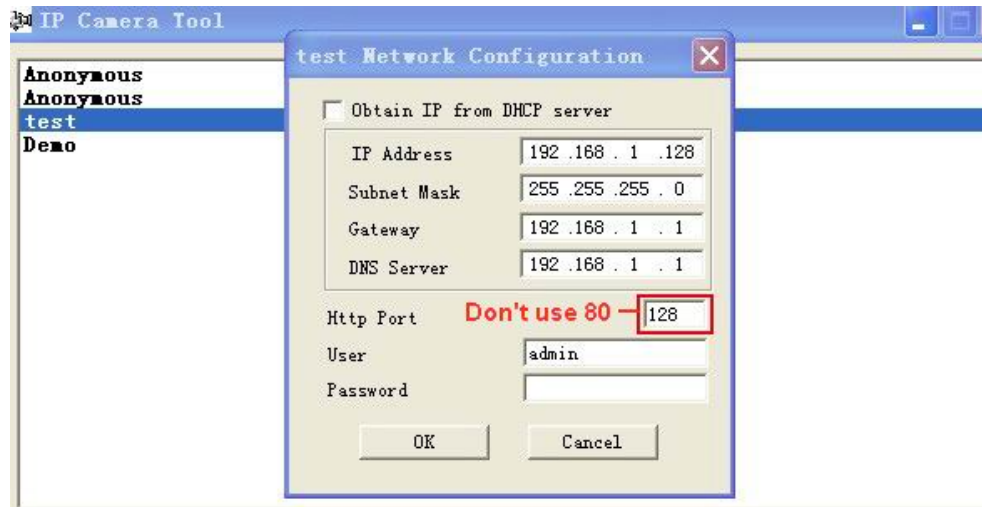 IP Camera Tool
test Network Configuration
Anonymous
Anonymous
test
Demo
Obtain IP from DHCP server
IP Address 192 .168 . 1 .128
Subnet Mask 255 .255 .255 . 0
Gateway 192 .168 . 1 . 1
DNS Server 192 .168 . 1 . 1
Http Port Don't use 80 128
User admin
Password
OK Cancel